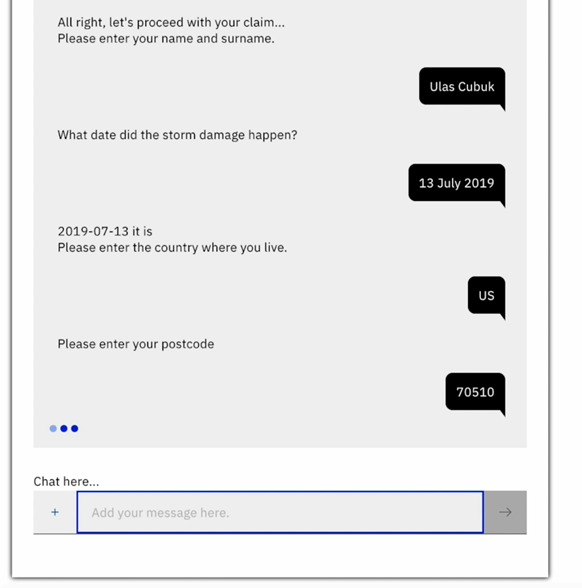 All right, let's proceed with your claim...
Please enter your name and surname.
Ulas Cubuk
What date did the storm damage happen?
13 July 2019
2019-07-13 it is
Please enter the country where you live.
US
Please enter your postcode
70510
Chat here...
+ Add your message here. →